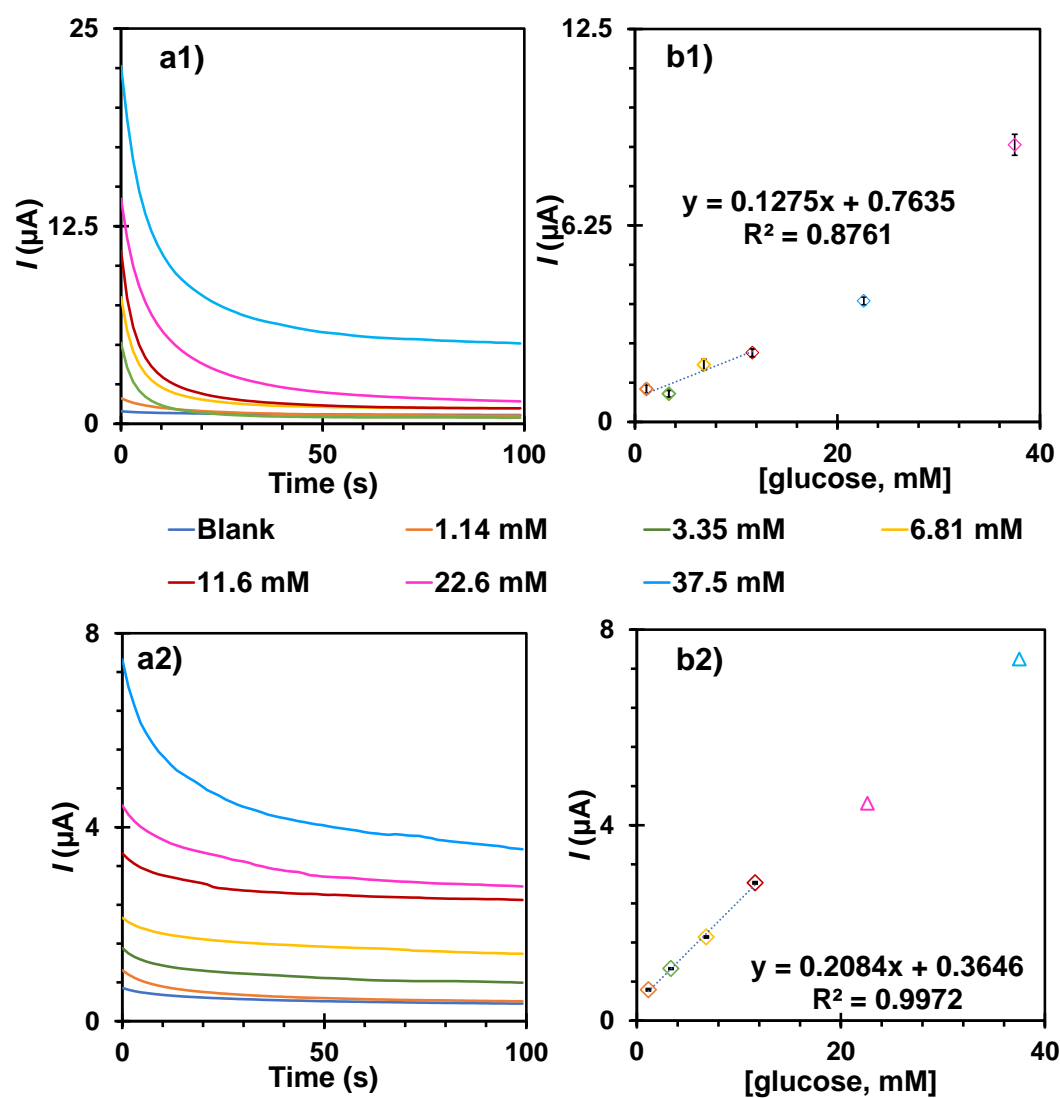 a1)
I (µA)
25
12.5
0
0 50 100
Time (s)
b1)
I (µA)
12.5
6.25
0
y = 0.1275x + 0.7635
R² = 0.8761
0 20 40
[glucose, mM]
Blank 1.14 mM 3.35 mM 6.81 mM
11.6 mM 22.6 mM 37.5 mM
a2)
I (µA)
8
4
0
0 50 100
Time (s)
b2)
I (µA)
8
4
0
y = 0.2084x + 0.3646
R² = 0.9972
0 20 40
[glucose, mM]